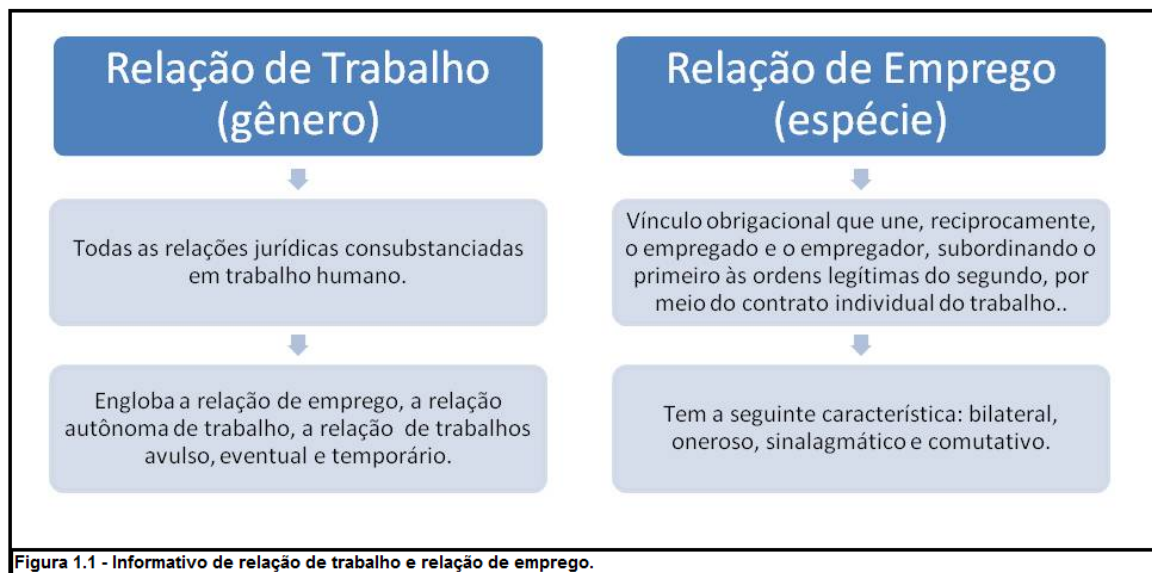 Relação de Trabalho
(gênero)
Todas as relações jurídicas consubstanciadas
em trabalho humano.
Engloba a relação de emprego, a relação
autônoma de trabalho, a relação de trabalhos
avulso, eventual e temporário.
Relação de Emprego
(espécie)
Vínculo obrigacional que une, reciprocamente,
o empregado e o empregador, subordinando o
primeiro às ordens legítimas do segundo, por
meio do contrato individual do trabalho..
Tem a seguinte característica: bilateral,
oneroso, sinalagmático e comutativo.
Figura 1.1 - Informativo de relação de trabalho e relação de emprego.